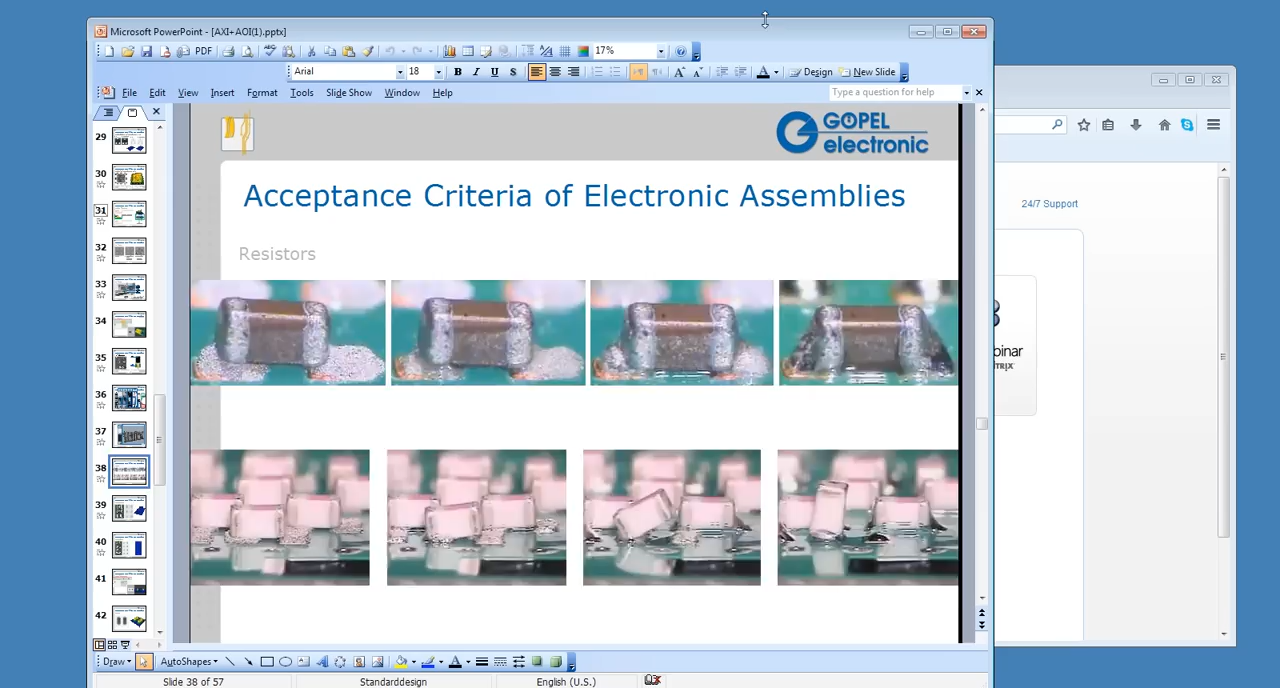 Microsoft PowerPoint - [AXI+AOI(1).pptx]
PDF
17%
Arial
18
B I U S
A
Design
New Slide
File Edit View Insert Format Tools Slide Show Window Help
Type a question for help
29
30
31
32
33
34
35
36
37
38
39
40
41
42
GÖPEL
electronic
Acceptance Criteria of Electronic Assemblies
Resistors
24/7 Support
inar
Draw
AutoShapes
Slide 38 of 57
Standarddesign
English (U.S.)